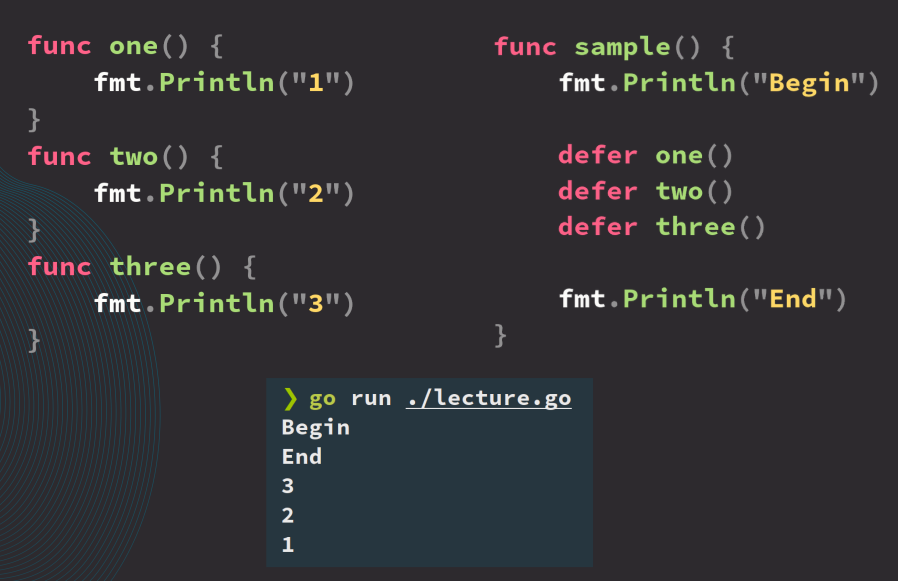 func one() {
    fmt.Println("1")
}
func two() {
    fmt.Println("2")
}
func three() {
    fmt.Println("3")
}
func sample() {
    fmt.Println("Begin")

    defer one()
    defer two()
    defer three()

    fmt.Println("End")
}
❯ go run ./lecture.go
Begin
End
3
2
1